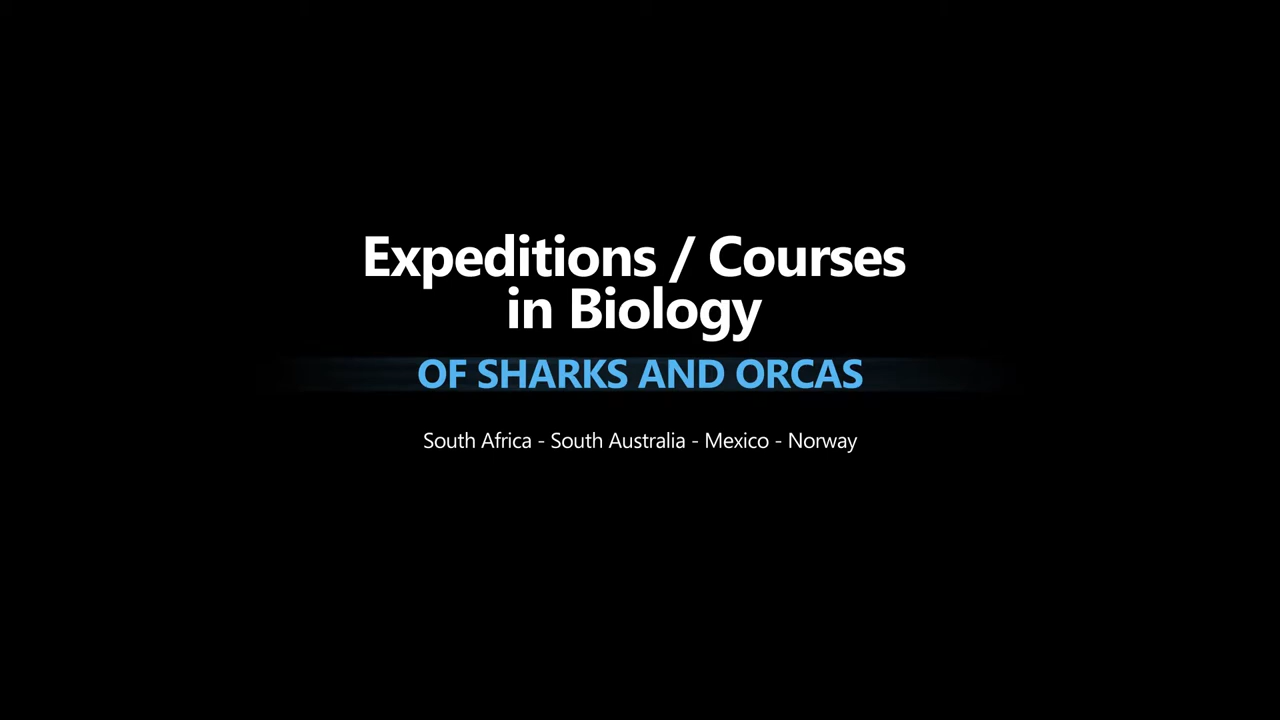 Expeditions / Courses
in Biology
OF SHARKS AND ORCAS
South Africa - South Australia - Mexico - Norway